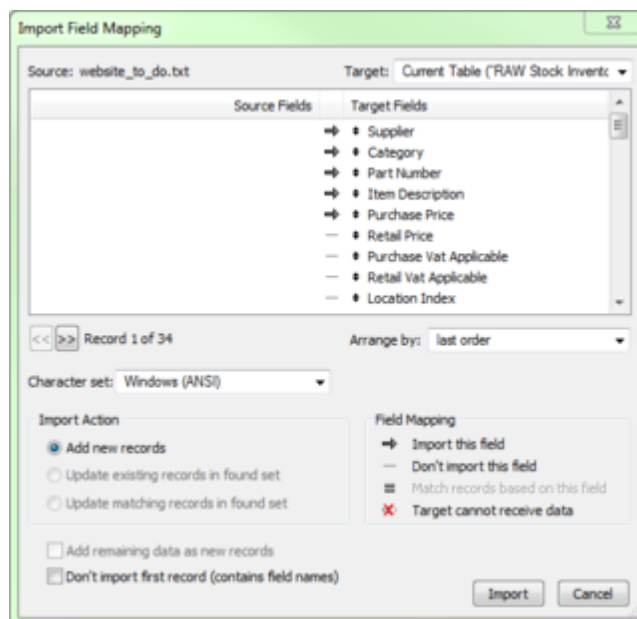 Import Field Mapping
Source: website_to_do.txt
Target: Current Table ("RAW Stock Invento
Source Fields Target Fields
Supplier
Category
Part Number
Item Description
Purchase Price
Retail Price
Purchase Vat Applicable
Retail Vat Applicable
Location Index
<< >> Record 1 of 34
Arrange by: last order
Character set: Windows (ANSI)
Import Action
Add new records
Update existing records in found set
Update matching records in found set
Field Mapping
Import this field
Don't import this field
Match records based on this field
Target cannot receive data
Add remaining data as new records
Don't import first record (contains field names)
Import Cancel